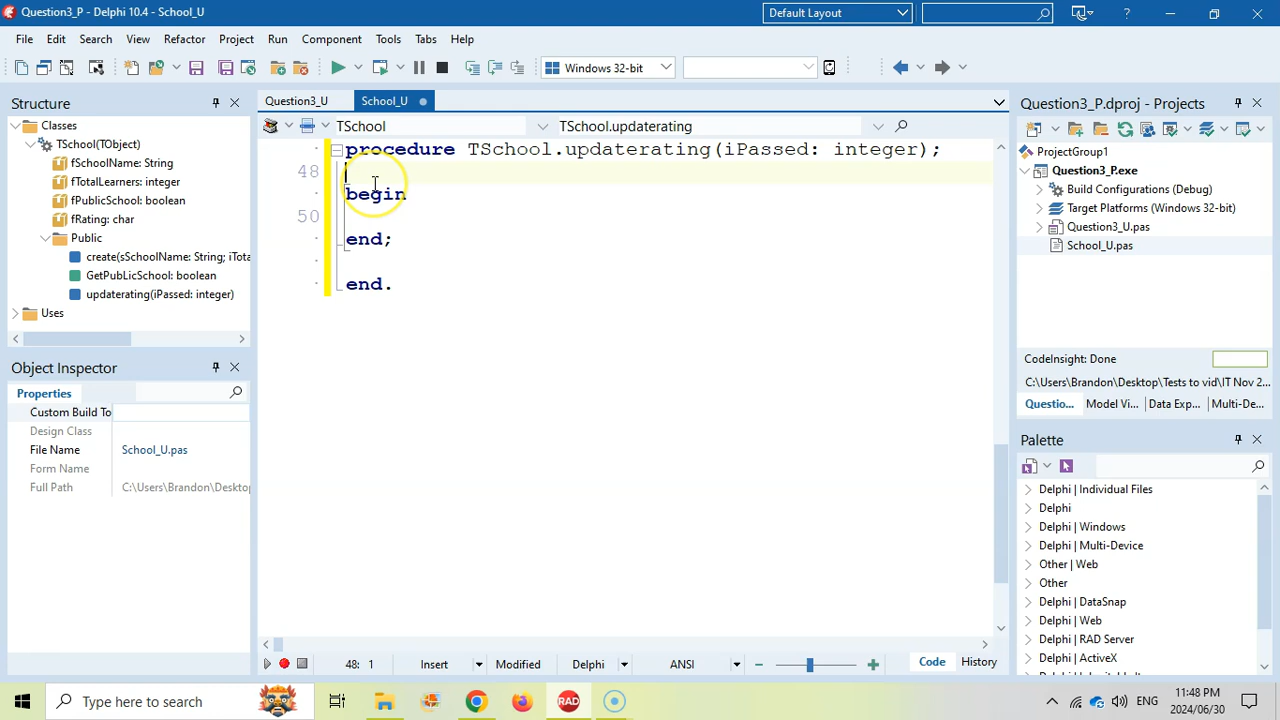 Question3_P - Delphi 10.4 - School_U
Default Layout
File Edit Search View Refactor Project Run Component Tools Tabs Help
Windows 32-bit
Structure
Question3_U
School_U
Question3_P.dproj - Projects
TSchool
TSchool.updaterating
Classes
TSchool(TObject)
fSchoolName: String
fTotalLearners: integer
fPublicSchool: boolean
fRating: char
Public
create(sSchoolName: String; iTota
GetPubLicSchool: boolean
updaterating(iPassed: integer)
Uses
procedure TSchool.updaterating(iPassed: integer);
48
begin
50
end;
end.
ProjectGroup1
Question3_P.exe
Build Configurations (Debug)
Target Platforms (Windows 32-bit)
Question3_U.pas
School_U.pas
CodeInsight: Done
C:\Users\Brandon\Desktop\Tests to vid\IT Nov 2...
Questio... Model Vi... Data Exp... Multi-De...
Object Inspector
Properties
Custom Build To
Design Class
File Name School_U.pas
Form Name
Full Path C:\Users\Brandon\Deskto
Palette
Delphi | Individual Files
Delphi
Delphi | Windows
Delphi | Multi-Device
Other | Web
Other
Delphi | DataSnap
Delphi | Web
Delphi | RAD Server
Delphi | ActiveX
48: 1 Insert Modified Delphi ANSI Code History
Type here to search
RAD
ENG
11:48 PM
2024/06/30